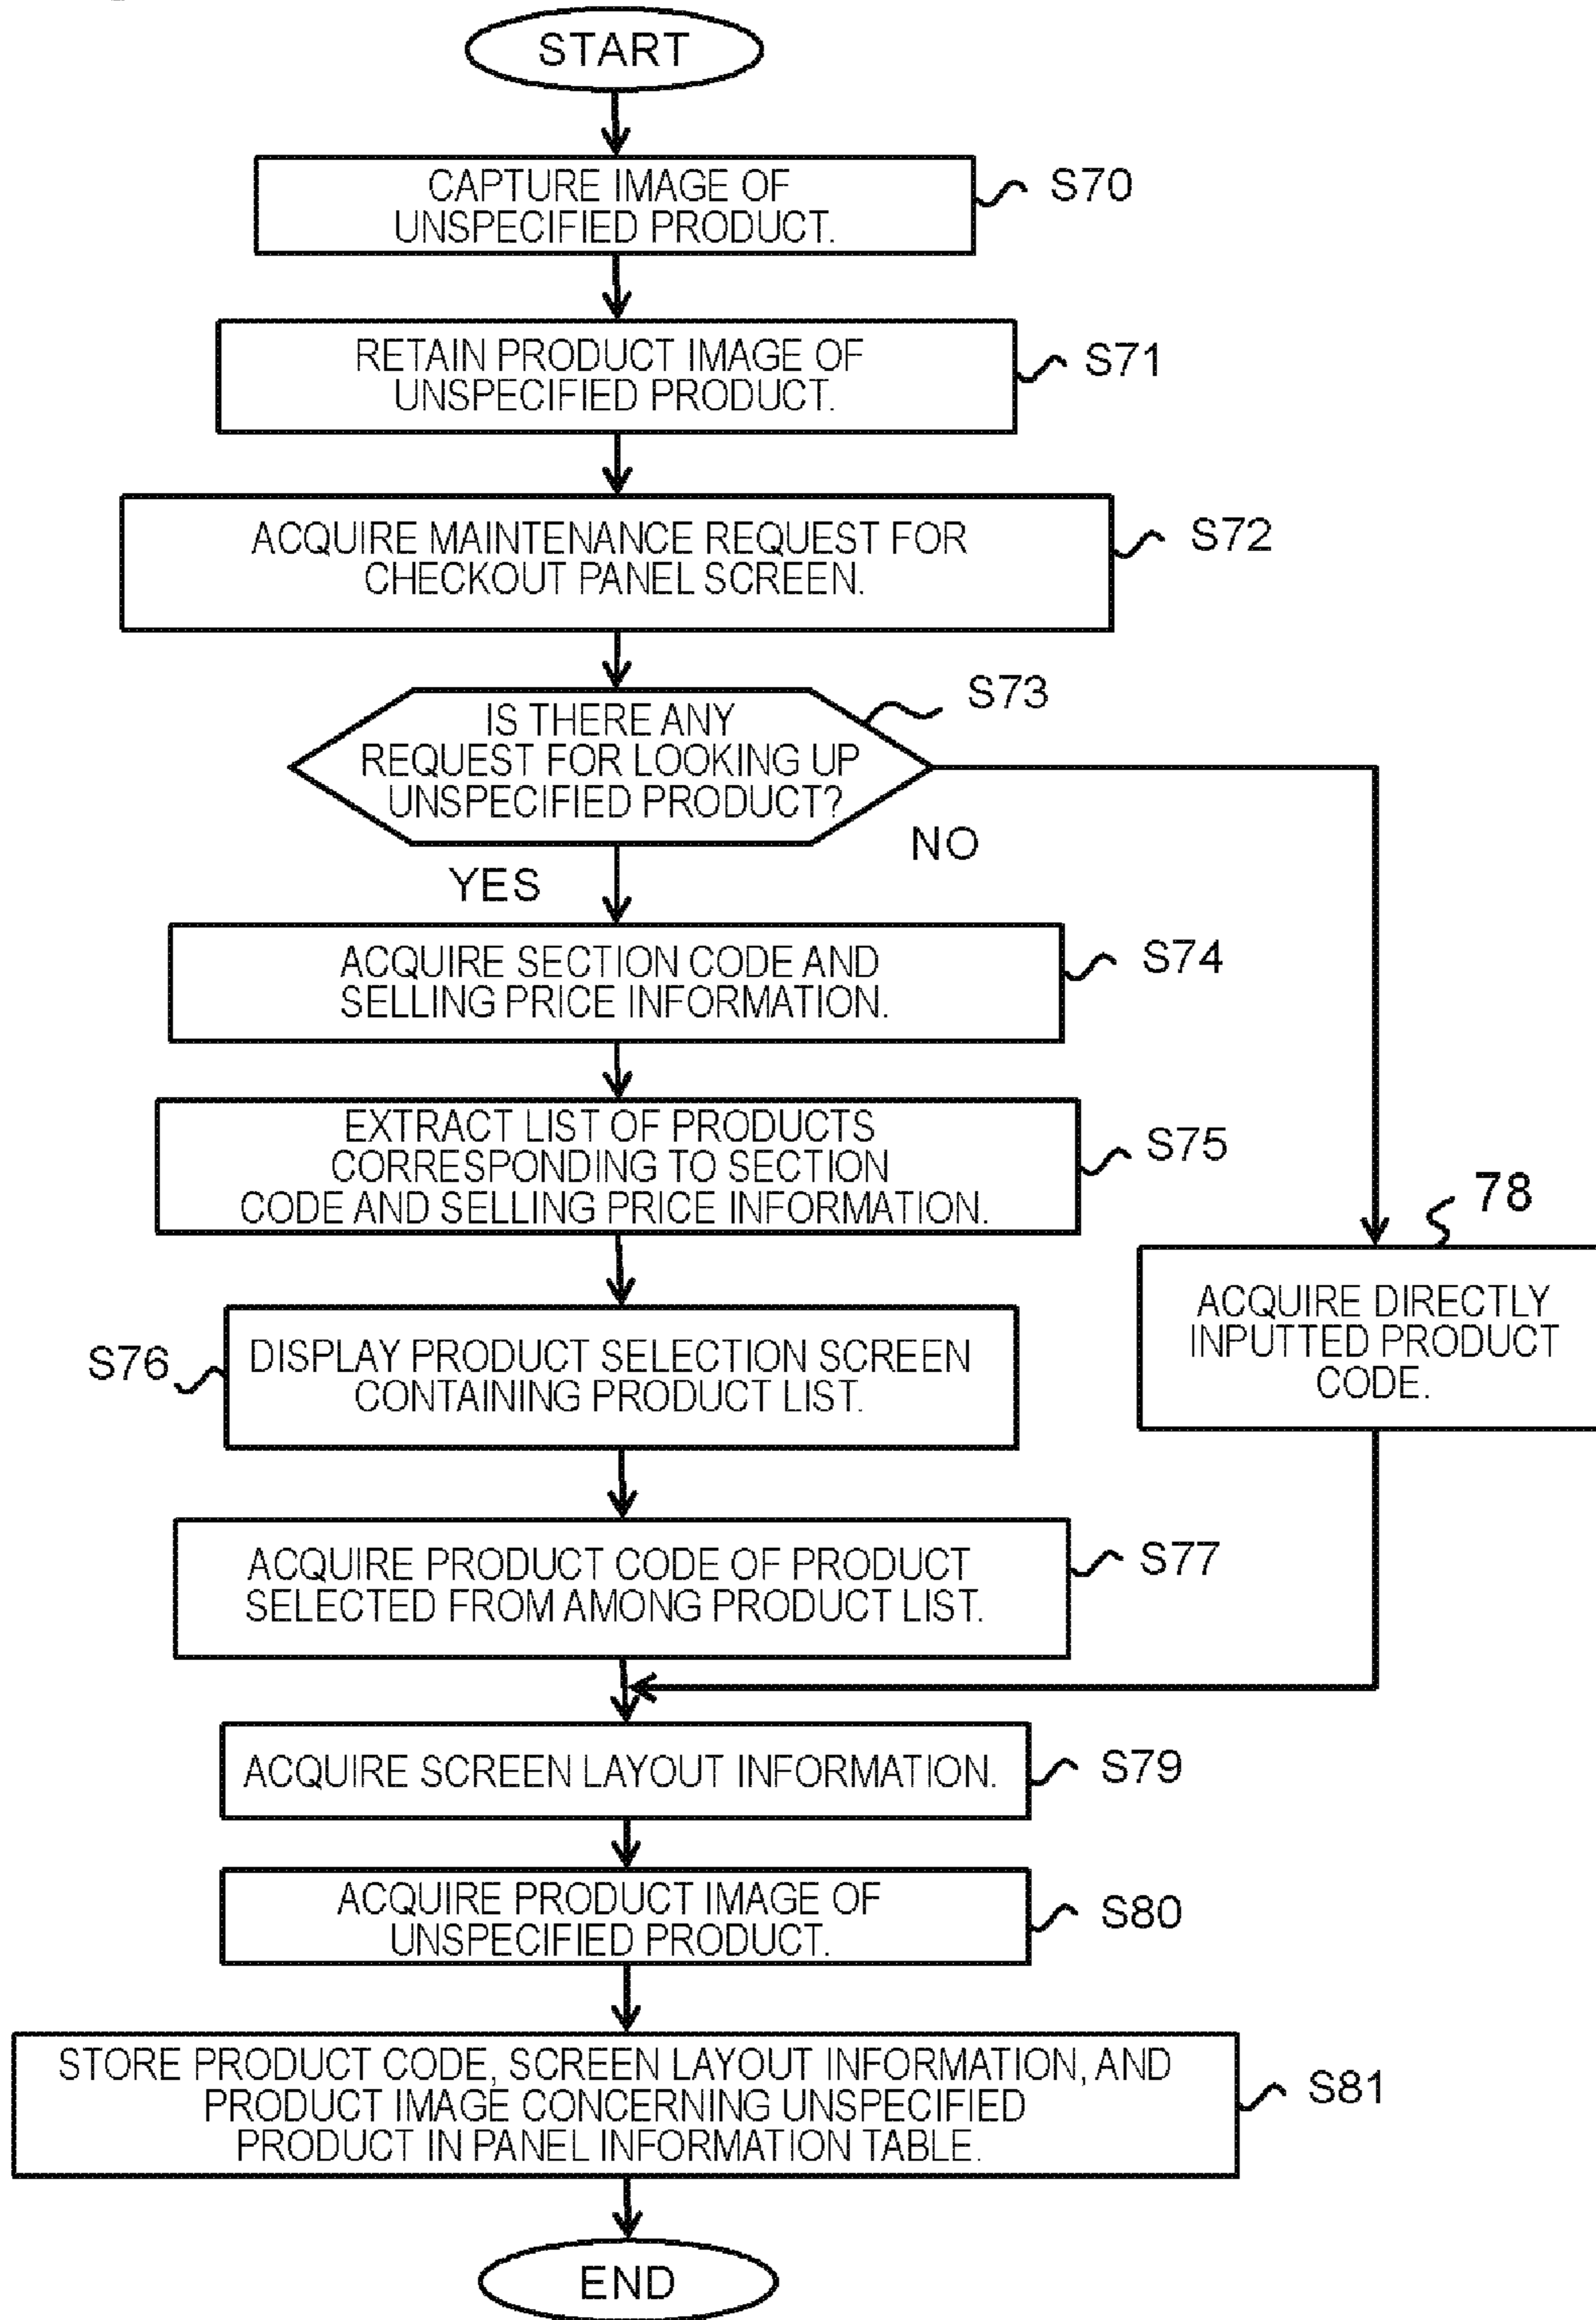 START
CAPTURE IMAGE OF
UNSPECIFIED PRODUCT.
S70
RETAIN PRODUCT IMAGE OF
UNSPECIFIED PRODUCT.
S71
ACQUIRE MAINTENANCE REQUEST FOR
CHECKOUT PANEL SCREEN.
S72
IS THERE ANY
REQUEST FOR LOOKING UP
UNSPECIFIED PRODUCT?
S73
NO
YES
ACQUIRE SECTION CODE AND
SELLING PRICE INFORMATION.
S74
EXTRACT LIST OF PRODUCTS
CORRESPONDING TO SECTION
CODE AND SELLING PRICE INFORMATION.
S75
78
ACQUIRE DIRECTLY
INPUTTED PRODUCT
CODE.
S76
DISPLAY PRODUCT SELECTION SCREEN
CONTAINING PRODUCT LIST.
ACQUIRE PRODUCT CODE OF PRODUCT
SELECTED FROM AMONG PRODUCT LIST.
S77
ACQUIRE SCREEN LAYOUT INFORMATION.
S79
ACQUIRE PRODUCT IMAGE OF
UNSPECIFIED PRODUCT.
S80
STORE PRODUCT CODE, SCREEN LAYOUT INFORMATION, AND
PRODUCT IMAGE CONCERNING UNSPECIFIED
PRODUCT IN PANEL INFORMATION TABLE.
S81
END